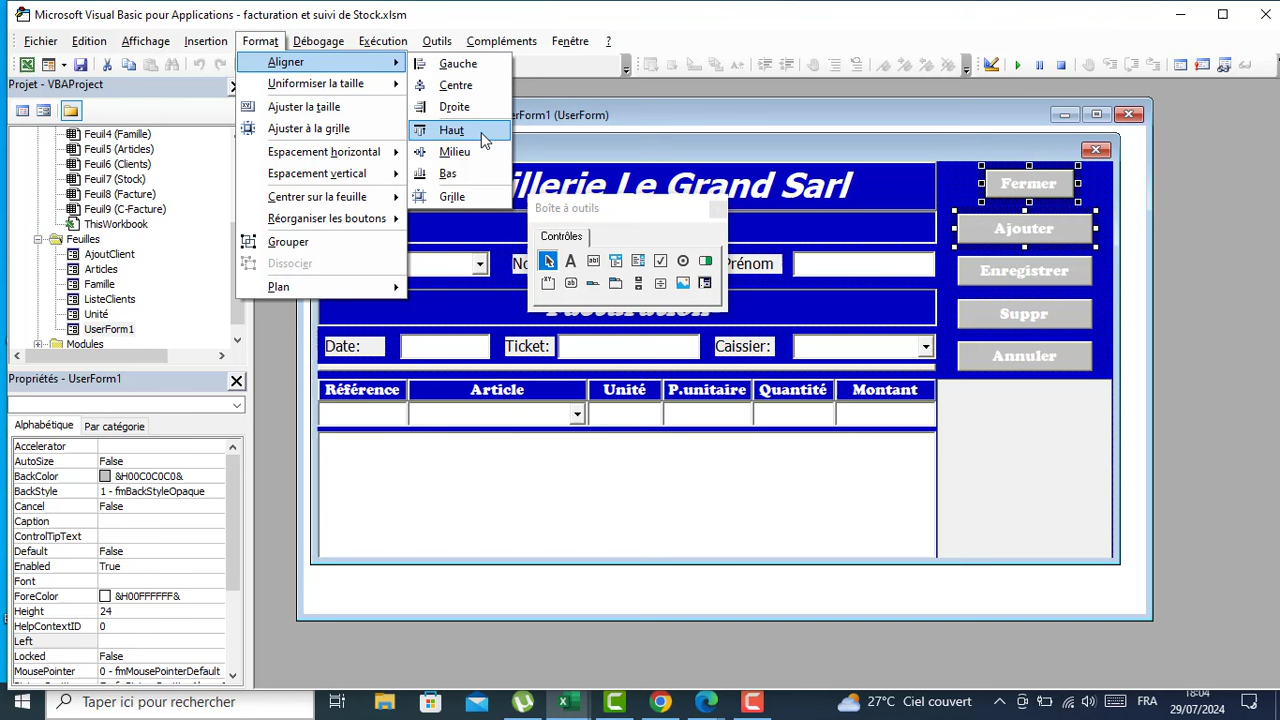 Microsoft Visual Basic pour Applications - facturation et suivi de Stock.xlsm
Fichier Edition Affichage Insertion Format Débogage Exécution Outils Compléments Fenêtre ?
Projet - VBAProject
Feuil4 (Famille)
Feuil5 (Articles)
Feuil6 (Clients)
Feuil7 (Stock)
Feuil8 (Facture)
Feuil9 (C-Facture)
ThisWorkbook
Feuilles
AjoutClient
Articles
Famille
ListeClients
Unité
UserForm1
Modules
Aligner
Uniformiser la taille
Ajuster la taille
Ajuster à la grille
Espacement horizontal
Espacement vertical
Centrer sur la feuille
Réorganiser les boutons
Grouper
Dissocier
Plan
Gauche
Centre
Droite
Haut
Milieu
Bas
Grille
erForm1 (UserForm)
illerie Le Grand Sarl
Boîte à outils
Contrôles
No
Prénom
Facturation
Date: Ticket: Caissier:
Référence Article Unité P.unitaire Quantité Montant
Fermer
Ajouter
Enregistrer
Suppr
Annuler
Propriétés - UserForm1
Alphabétique Par catégorie
Accelerator
AutoSize False
BackColor &H00C0C0C0&
BackStyle 1 - fmBackStyleOpaque
Cancel False
Caption
ControlTipText
Default False
Enabled True
Font
ForeColor &H00FFFFFF&
Height 24
HelpContextID 0
Left
Locked False
MousePointer 0 - fmMousePointerDefault
Taper ici pour rechercher
27°C Ciel couvert
FRA
18:04
29/07/2024